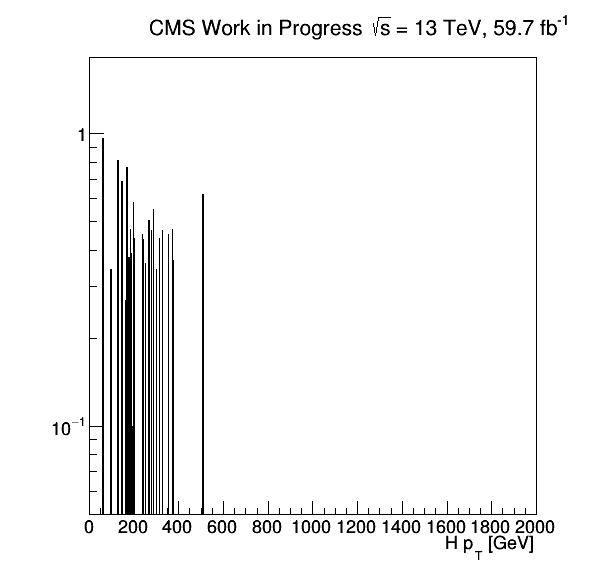 CMS Work in Progress √s = 13 TeV, 59.7 fb⁻¹
1
10⁻¹
0 200 400 600 800 1000 1200 1400 1600 1800 2000
H p_T [GeV]